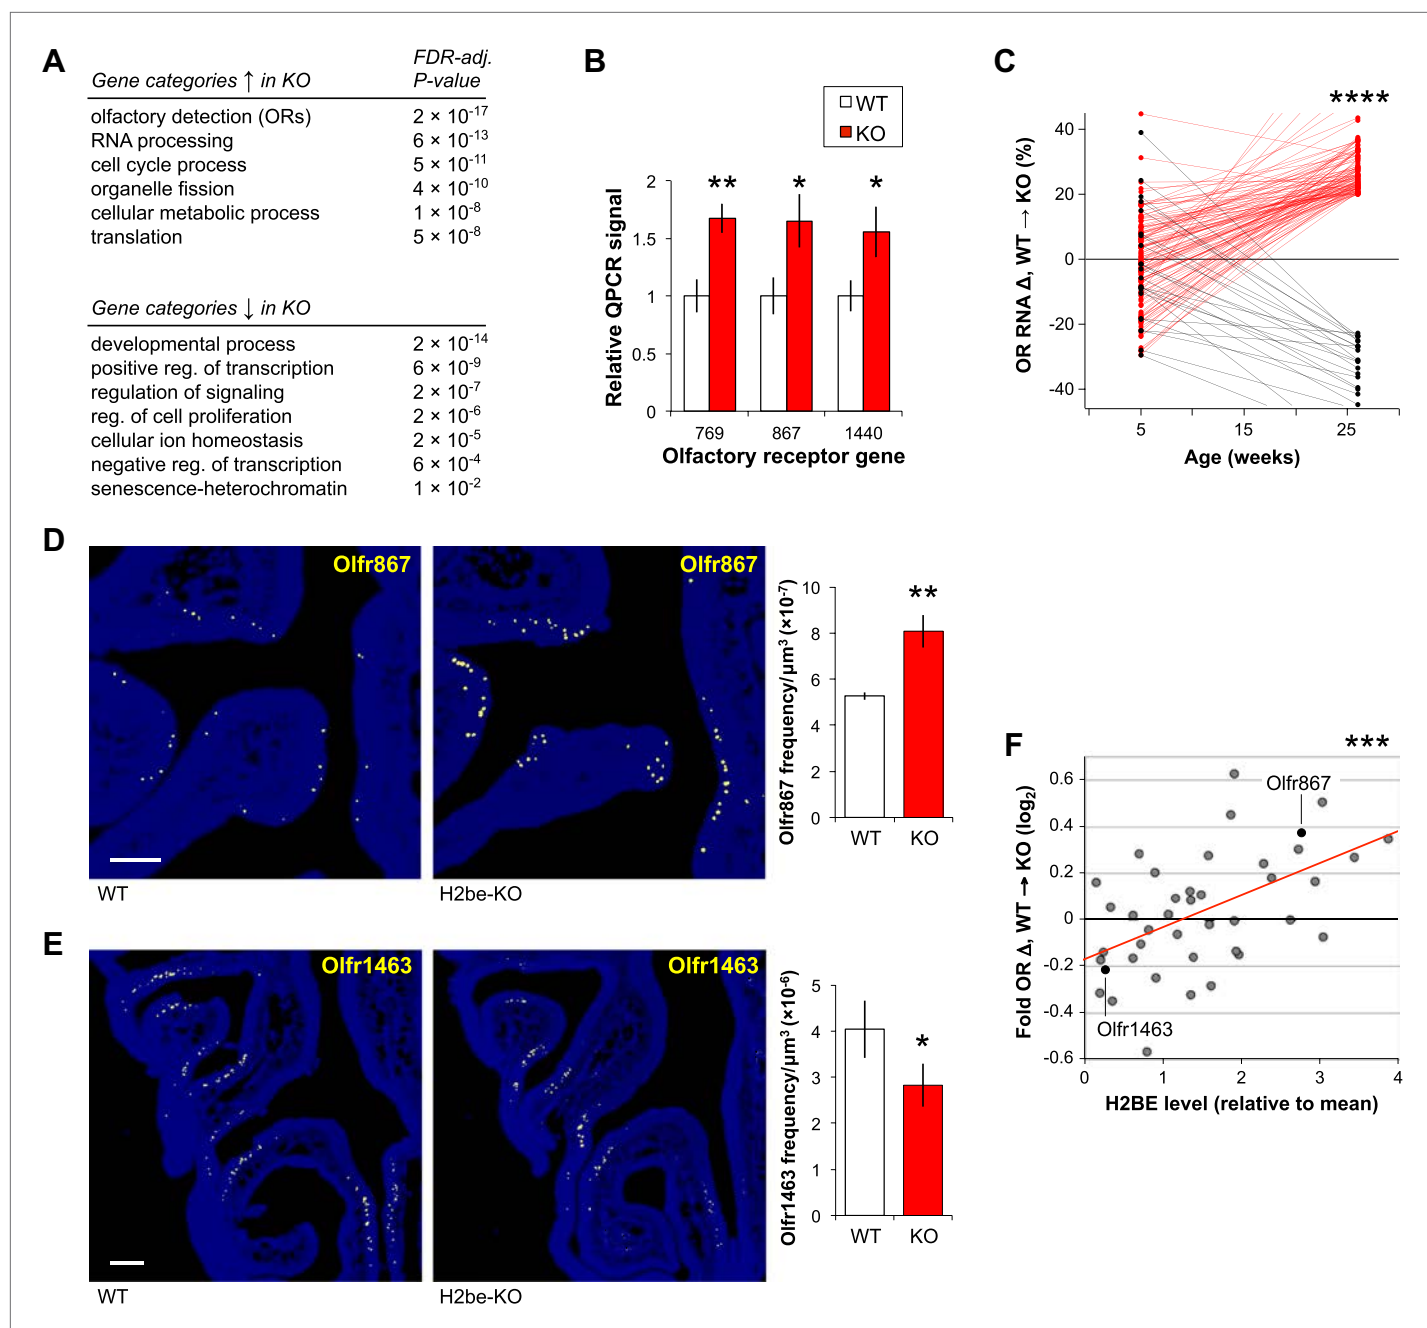 A
Gene categories ↑ in KO
FDR-adj. P-value
olfactory detection (ORs) 2 × 10⁻¹⁷
RNA processing 6 × 10⁻¹³
cell cycle process 5 × 10⁻¹¹
organelle fission 4 × 10⁻¹⁰
cellular metabolic process 1 × 10⁻⁸
translation 5 × 10⁻⁸
Gene categories ↓ in KO
developmental process 2 × 10⁻¹⁴
positive reg. of transcription 6 × 10⁻⁹
regulation of signaling 2 × 10⁻⁷
reg. of cell proliferation 2 × 10⁻⁶
cellular ion homeostasis 2 × 10⁻⁵
negative reg. of transcription 6 × 10⁻⁴
senescence-heterochromatin 1 × 10⁻²
B
WT
KO
Relative QPCR signal
2
1.5
1
0.5
0
** * *
769 867 1440
Olfactory receptor gene
C
****
OR RNA Δ, WT → KO (%)
40
20
0
-20
-40
5 15 25
Age (weeks)
D
Olfr867
WT
Olfr867
H2be-KO
Olfr867 frequency/µm³ (×10⁻⁷)
10
8
6
4
2
0
**
WT KO
E
Olfr1463
WT
Olfr1463
H2be-KO
Olfr1463 frequency/µm³ (×10⁻⁶)
5
4
3
2
1
0
*
WT KO
F
***
Fold OR Δ, WT → KO (log₂)
0.6
0.4
0.2
0
-0.2
-0.4
-0.6
Olfr867
Olfr1463
0 1 2 3 4
H2BE level (relative to mean)